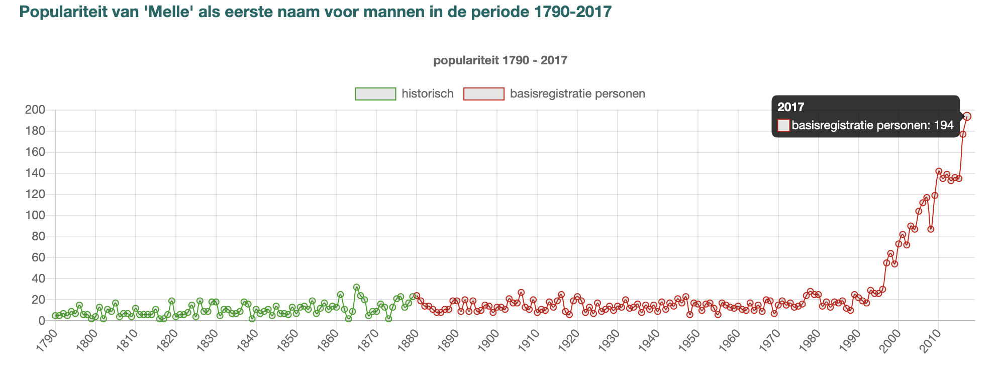 Populariteit van 'Melle' als eerste naam voor mannen in de periode 1790-2017
populariteit 1790 - 2017
historisch basisregistratie personen
2017
basisregistratie personen: 194
200
180
160
140
120
100
80
60
40
20
0
1790 1800 1810 1820 1830 1840 1850 1860 1870 1880 1890 1900 1910 1920 1930 1940 1950 1960 1970 1980 1990 2000 2010